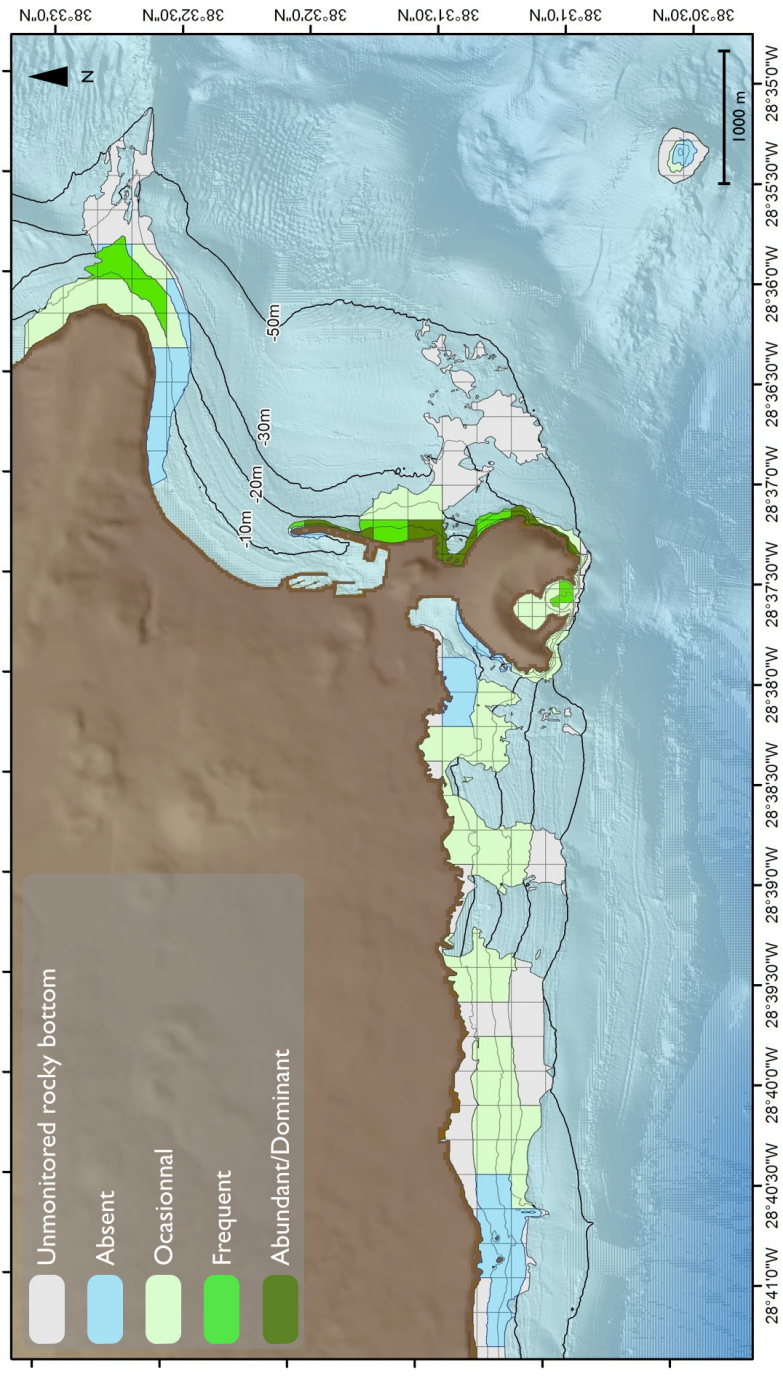 Unmonitored rocky bottom
Absent
Ocasionnal
Frequent
Abundant/Dominant
N
-50m
-30m
-20m
-10m
1000 m
38°33'0"N
38°32'30"N
38°32'0"N
38°31'30"N
38°31'0"N
38°30'30"N
28°41'0"W
28°40'30"W
28°40'0"W
28°39'30"W
28°39'0"W
28°38'30"W
28°38'0"W
28°37'30"W
28°37'0"W
28°36'30"W
28°36'0"W
28°35'30"W
28°35'0"W